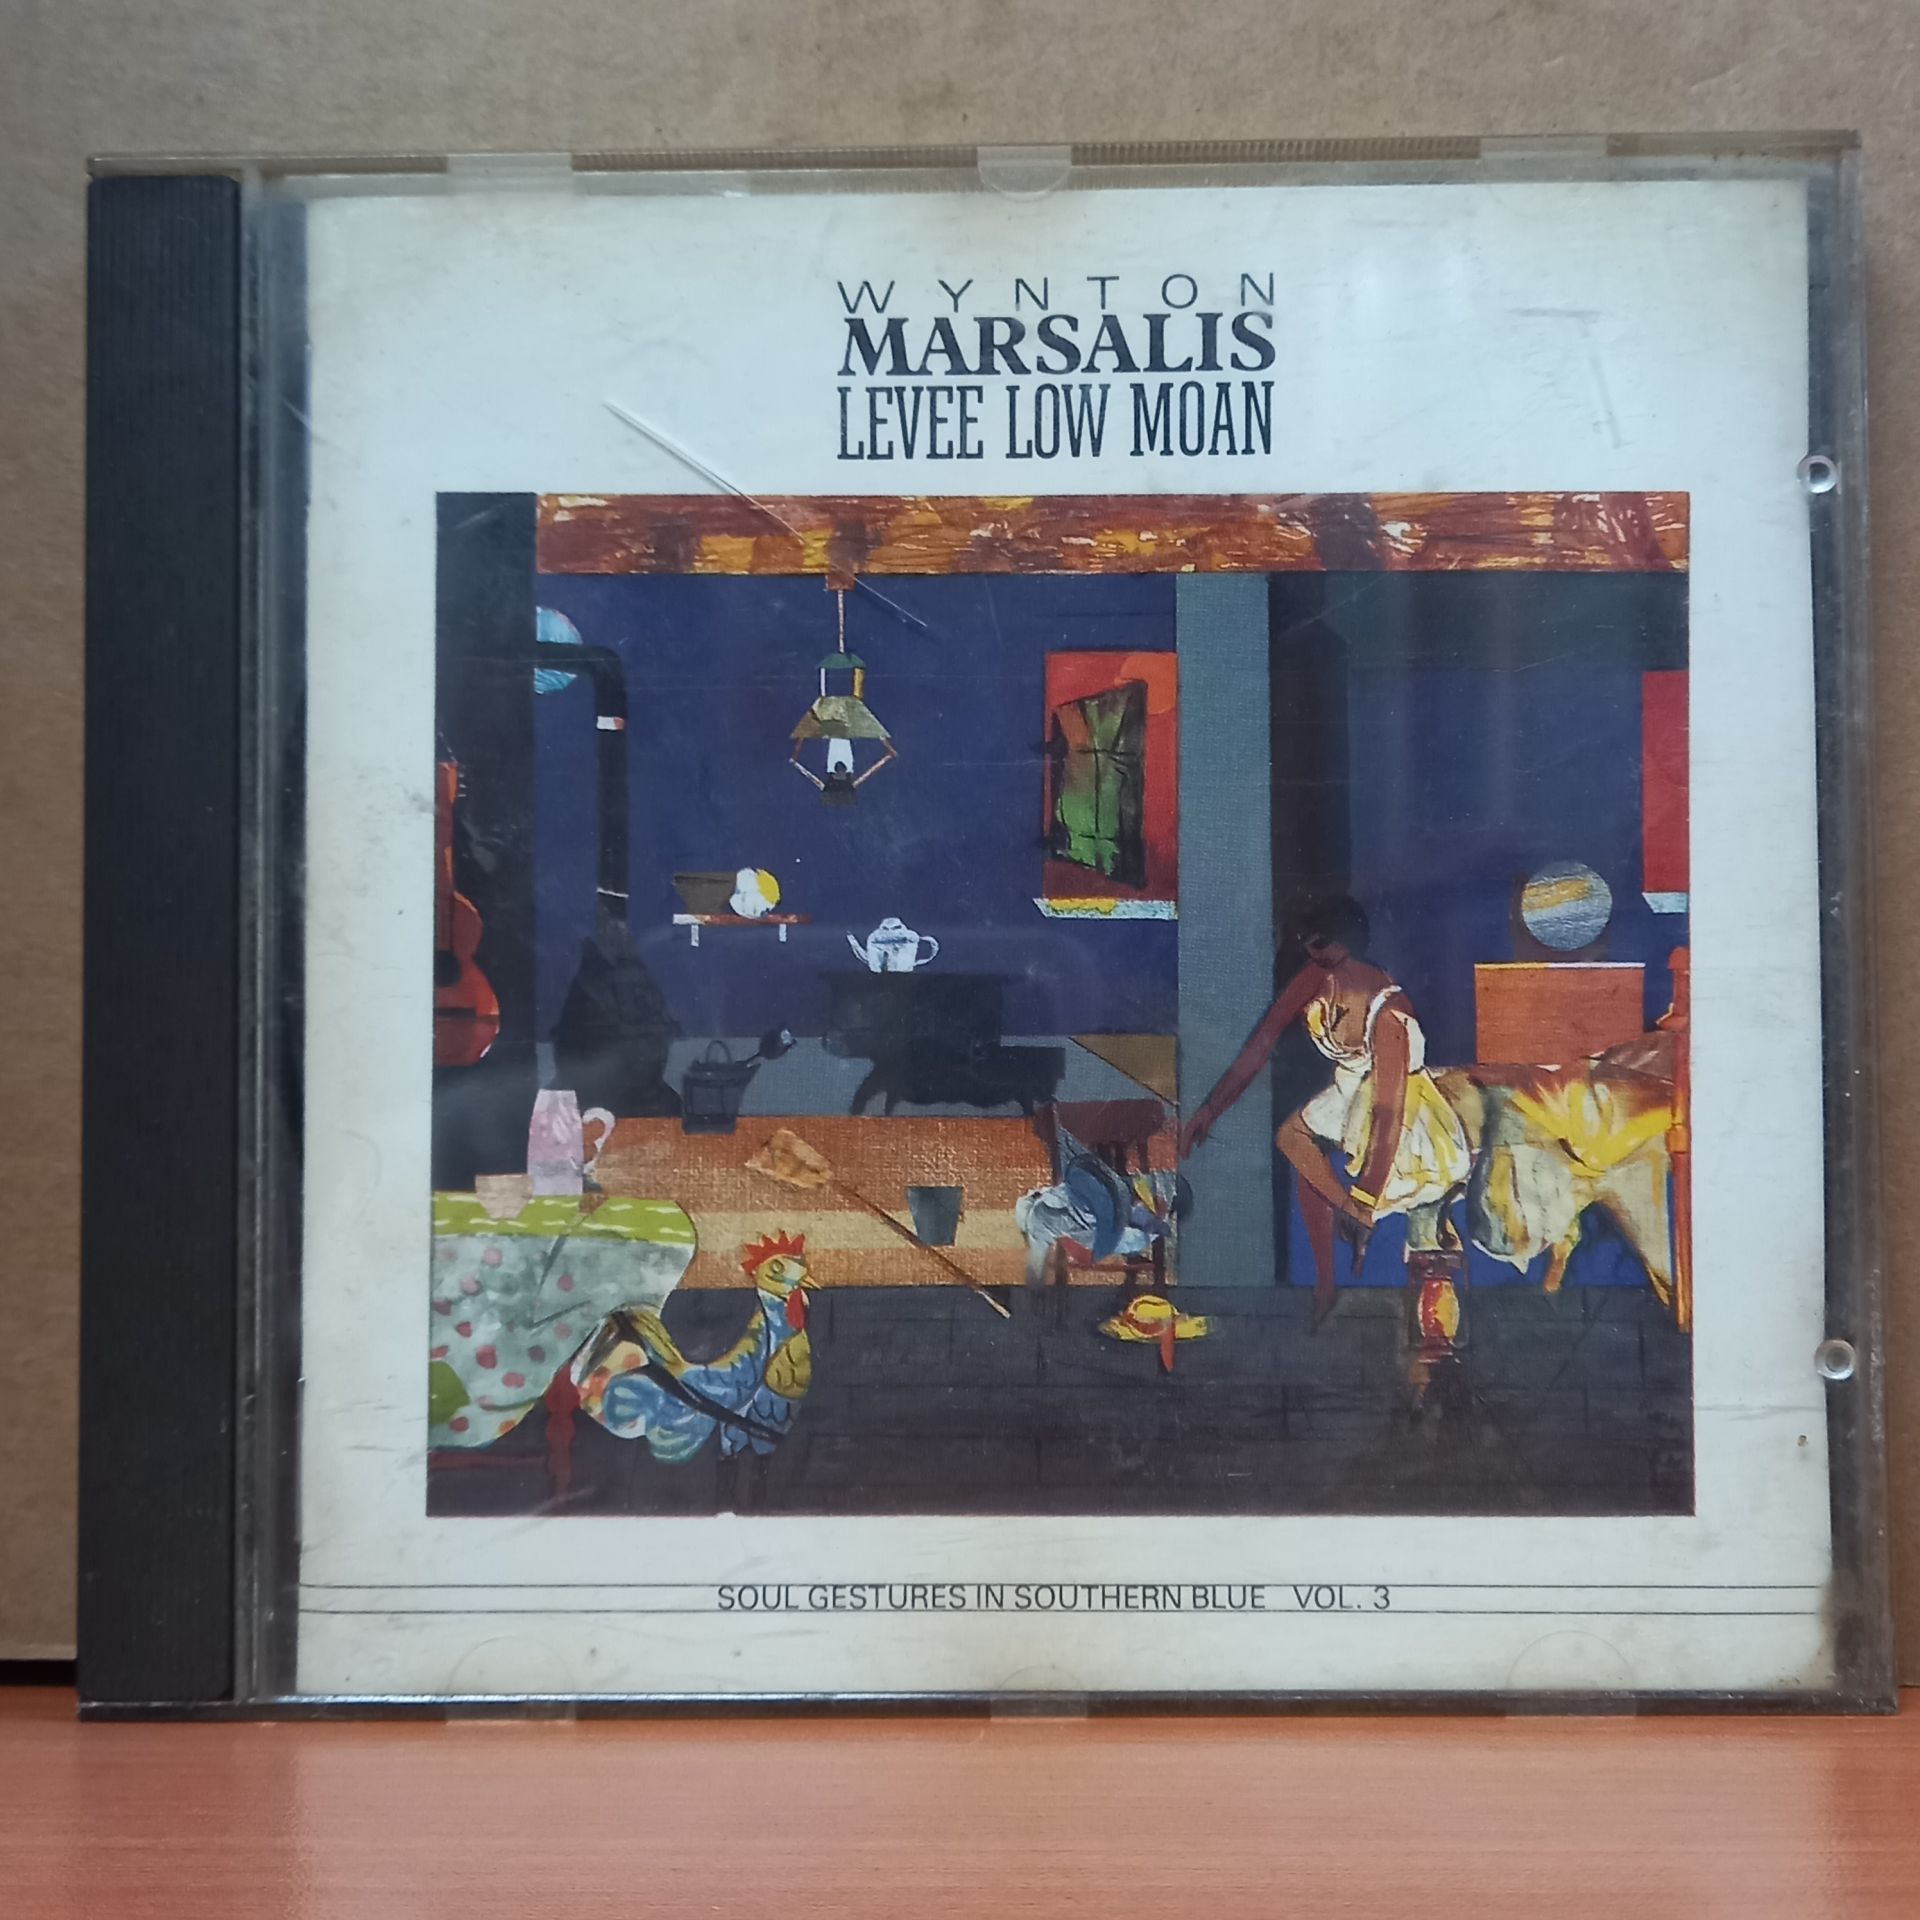 WYNTON
MARSALIS
LEVEE LOW MOAN
SOUL GESTURES IN SOUTHERN BLUE VOL. 3